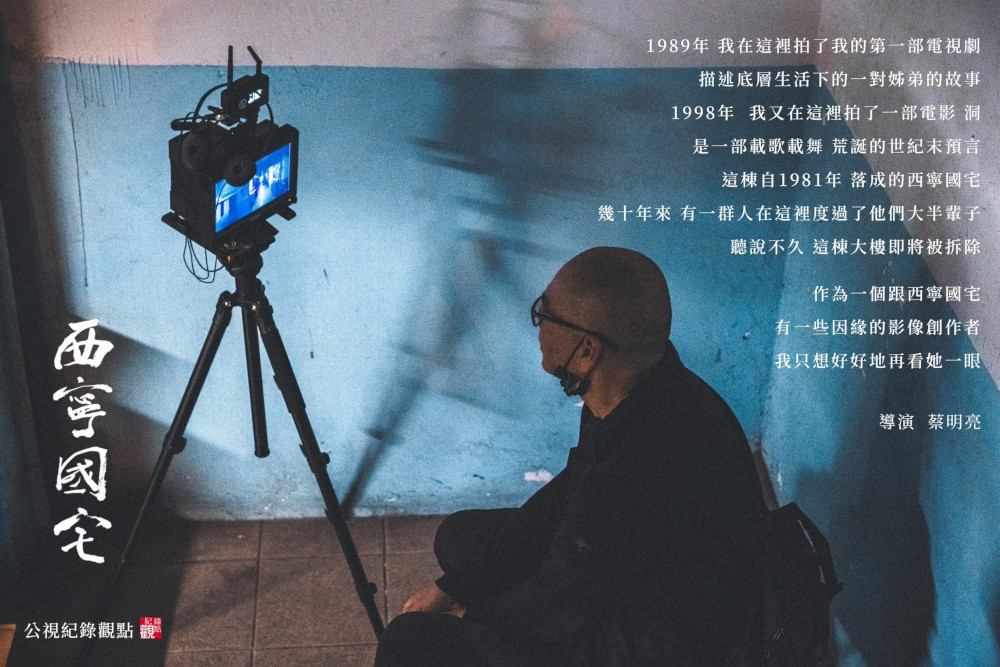 1989年 我在這裡拍了我的第一部電視劇
描述底層生活下的一對姊弟的故事
1998年 我又在這裡拍了一部電影 洞
是一部載歌載舞 荒誕的世紀末預言
這棟自1981年 落成的西寧國宅
幾十年來 有一群人在這裡度過了他們大半輩子
聽說不久 這棟大樓即將被拆除
作為一個跟西寧國宅
有一些因緣的影像創作者
我只想好好地再看她一眼
導演 蔡明亮
西寧國宅
公視紀錄觀點
紀錄觀點